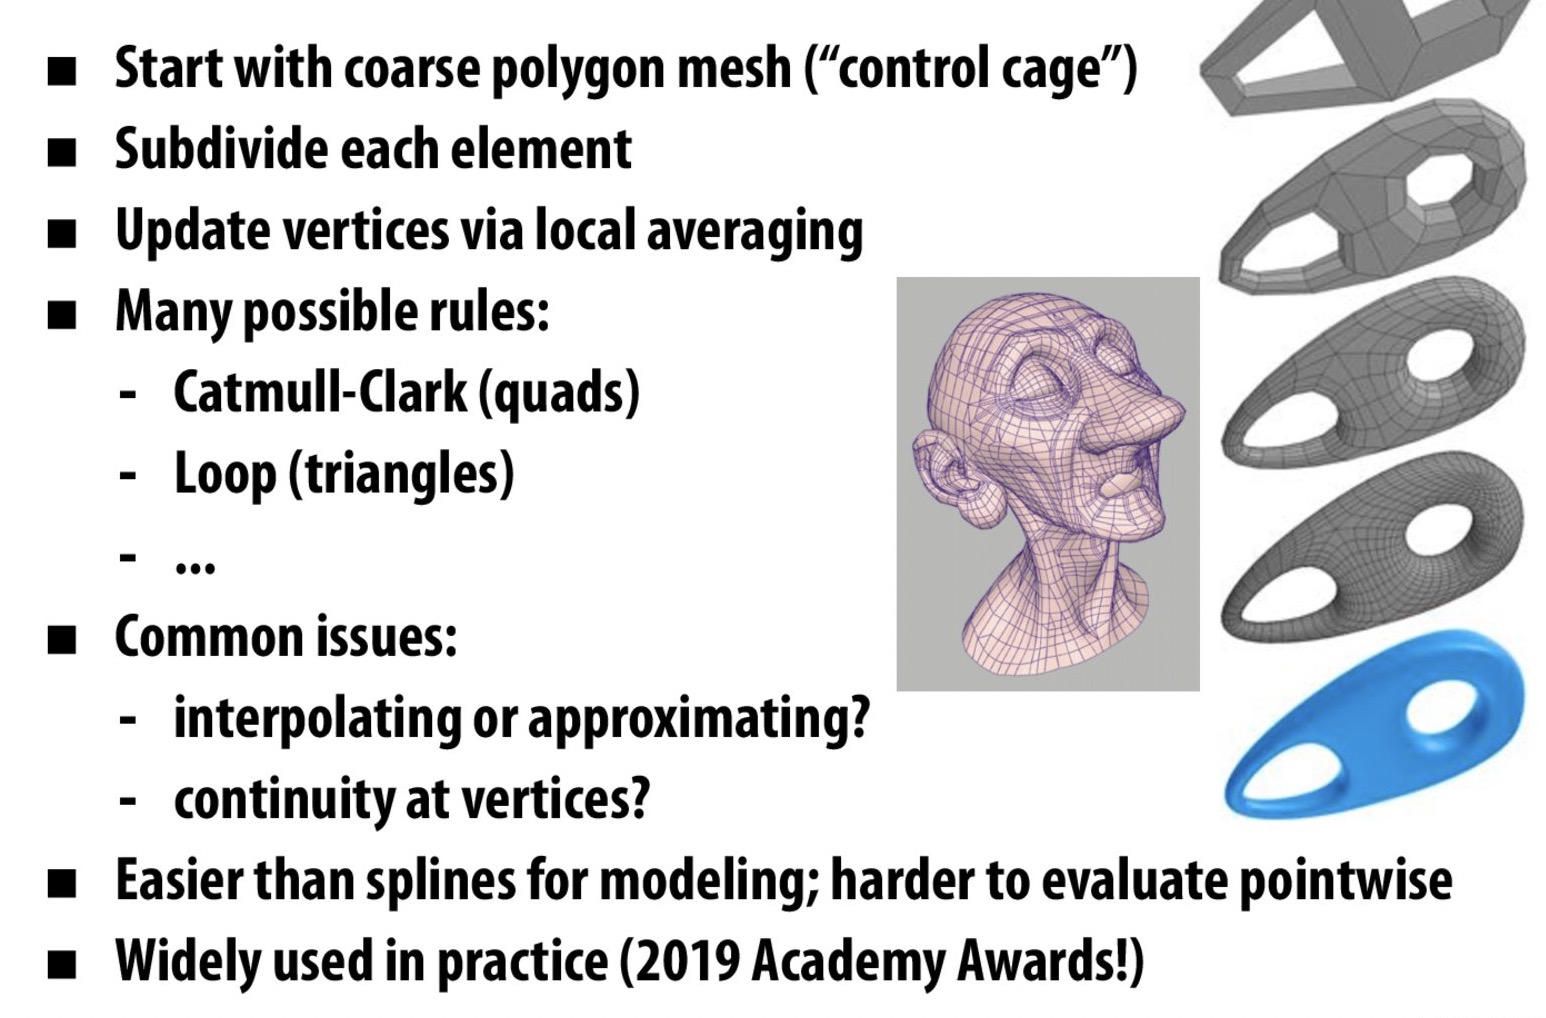 ■ Start with coarse polygon mesh (“control cage”)
■ Subdivide each element
■ Update vertices via local averaging
■ Many possible rules:
- Catmull-Clark (quads)
- Loop (triangles)
- ...
■ Common issues:
- interpolating or approximating?
- continuity at vertices?
■ Easier than splines for modeling; harder to evaluate pointwise
■ Widely used in practice (2019 Academy Awards!)